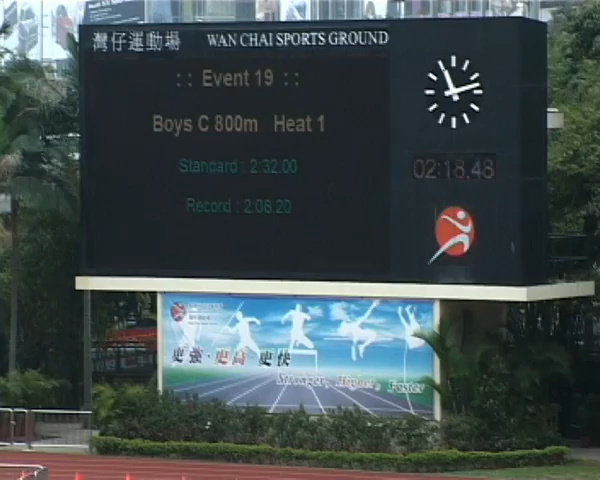 灣仔運動場 WAN CHAI SPORTS GROUND
: : Event 19 : :
Boys C 800m Heat 1
Standard : 2:32.00
Record : 2:08.20
02:18.48
更強 · 更高 更快
Stronger, Higher, Faster